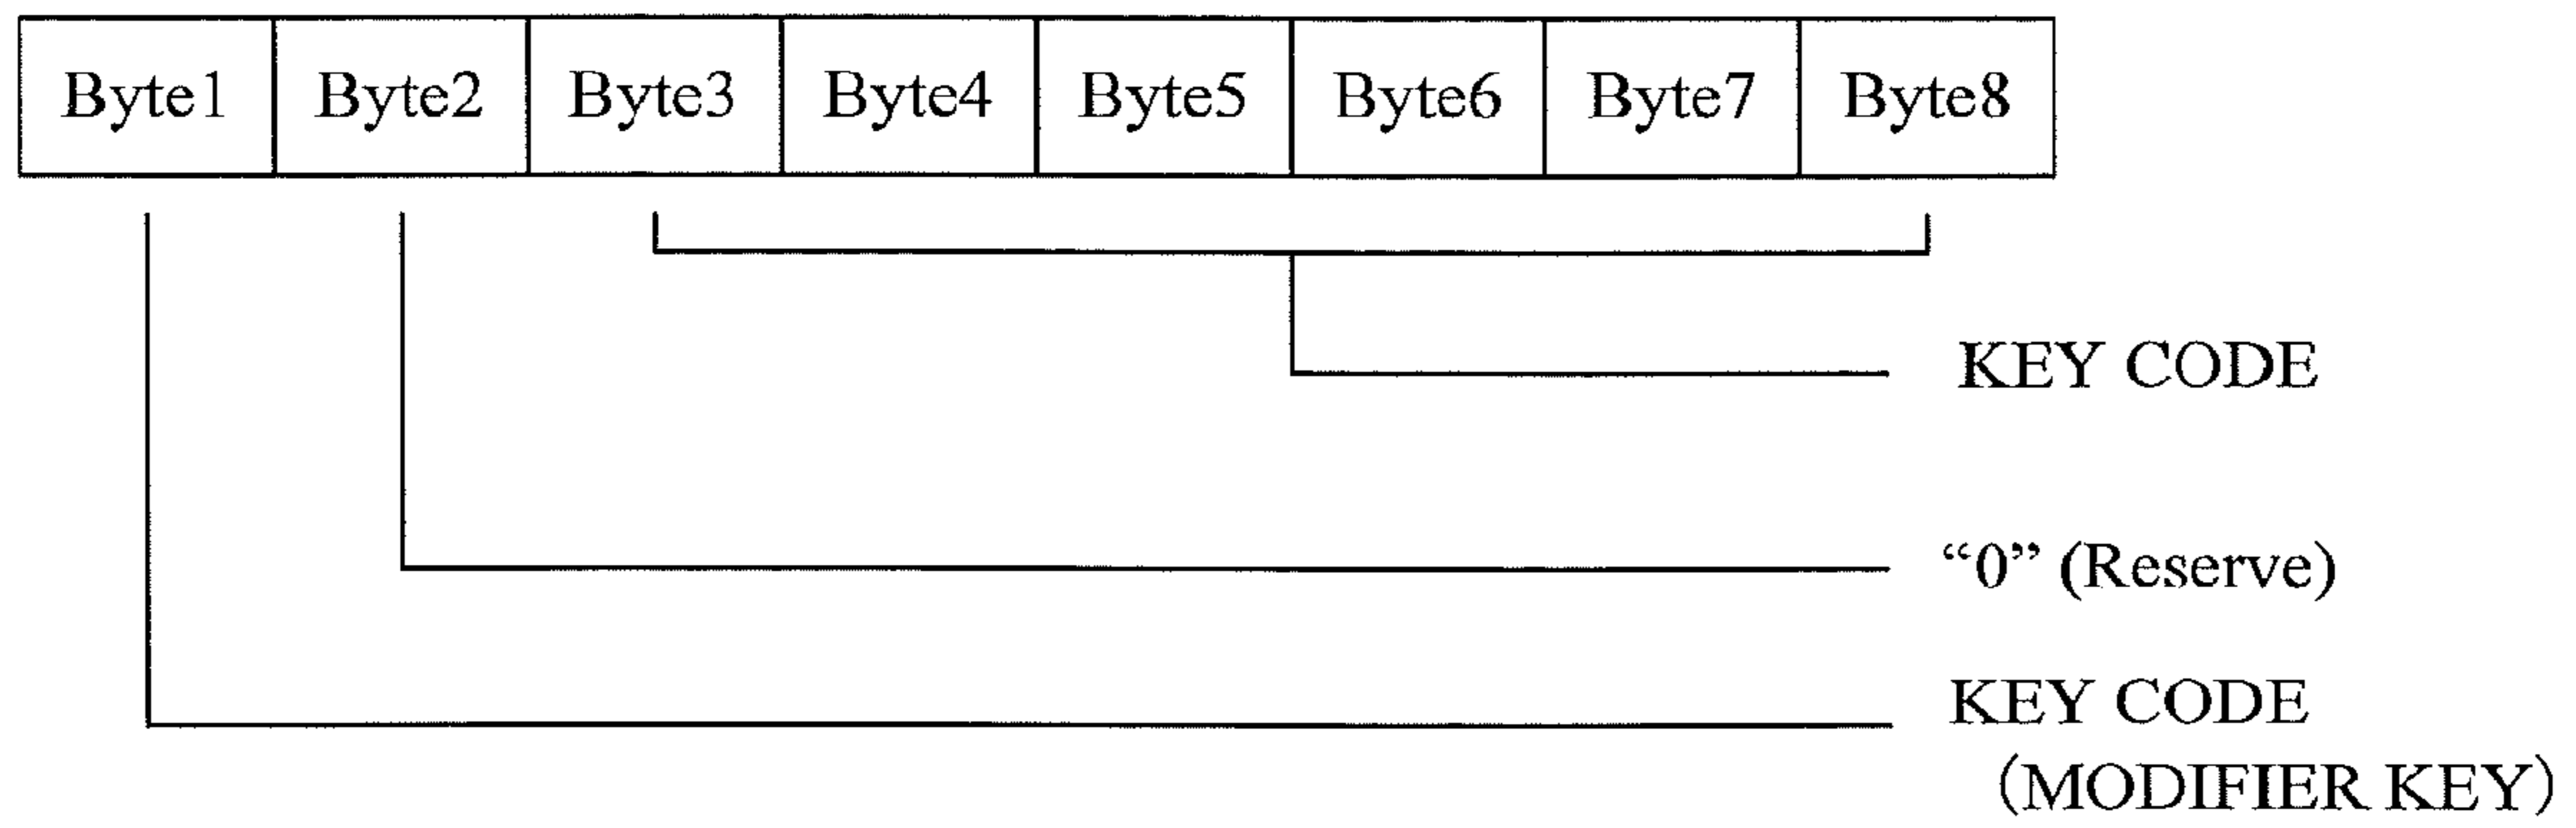 Byte1 Byte2 Byte3 Byte4 Byte5 Byte6 Byte7 Byte8
KEY CODE
“0” (Reserve)
KEY CODE
(MODIFIER KEY)